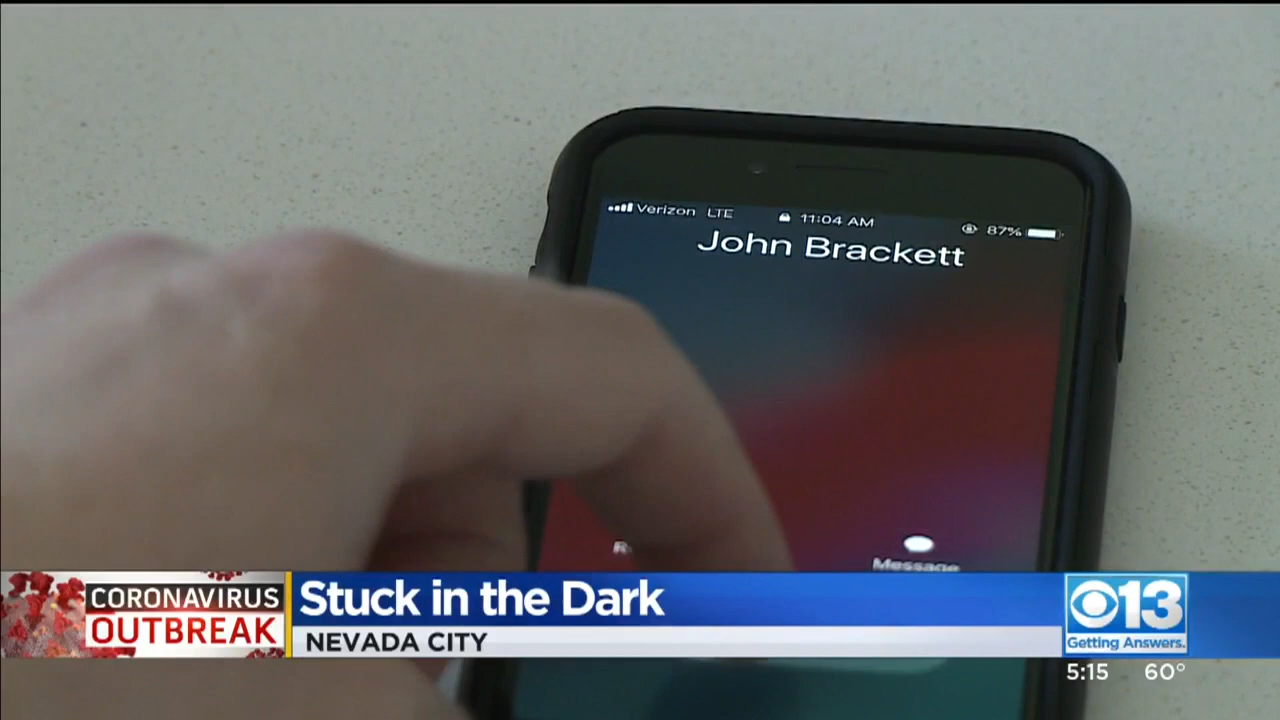 Verizon LTE 11:04 AM 87%
John Brackett
Message
CORONAVIRUS
OUTBREAK
Stuck in the Dark
NEVADA CITY
13
Getting Answers.
5:15 60°